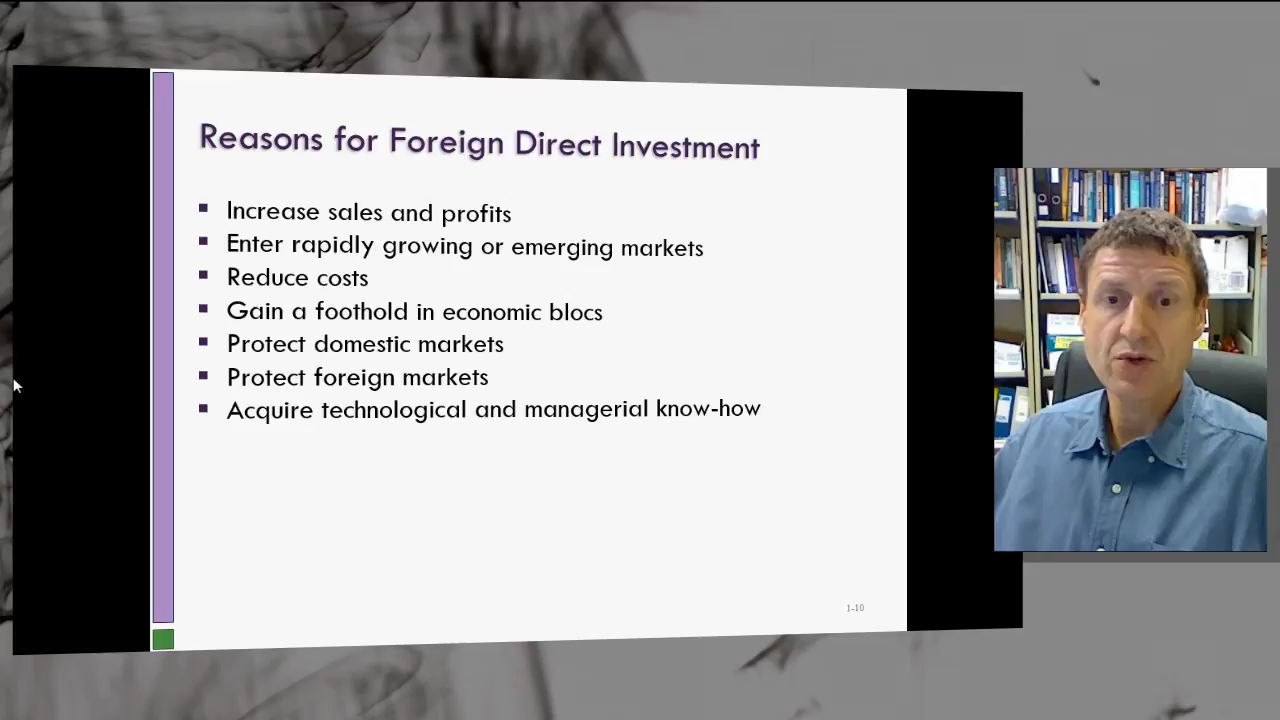 Reasons for Foreign Direct Investment
Increase sales and profits
Enter rapidly growing or emerging markets
Reduce costs
Gain a foothold in economic blocs
Protect domestic markets
Protect foreign markets
Acquire technological and managerial know-how
1-10